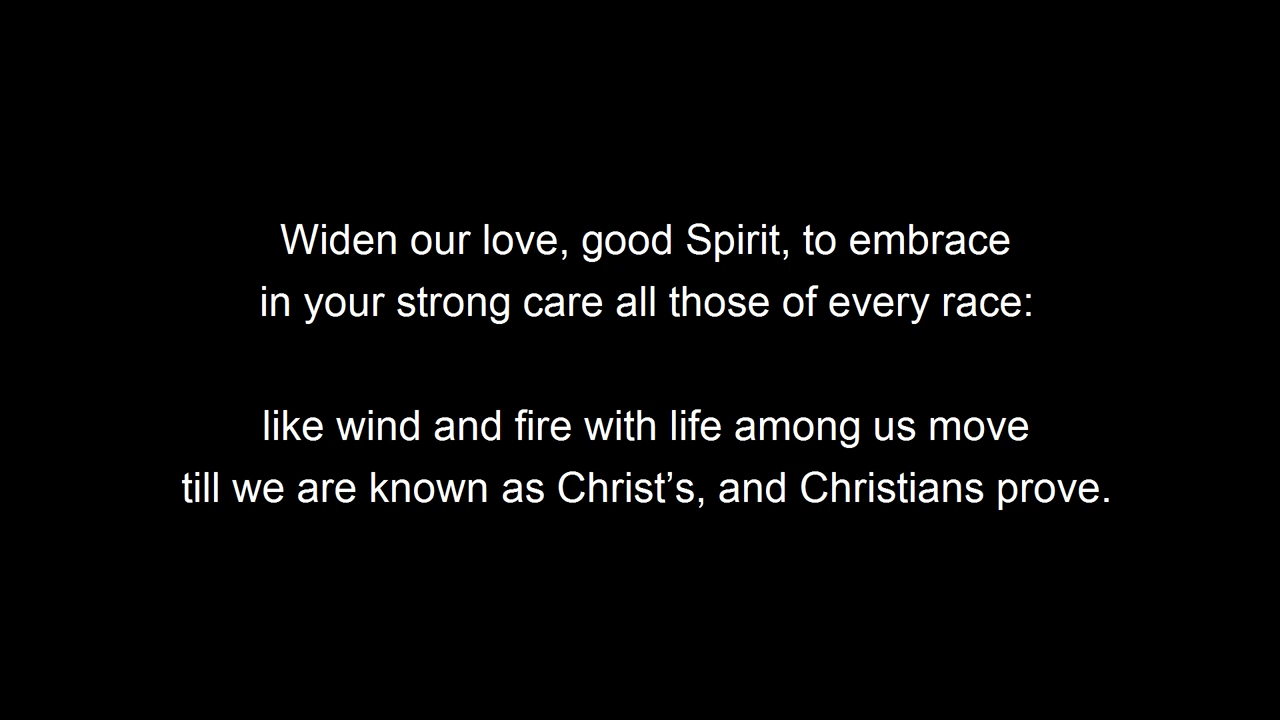 Widen our love, good Spirit, to embrace
in your strong care all those of every race:
like wind and fire with life among us move
till we are known as Christ’s, and Christians prove.